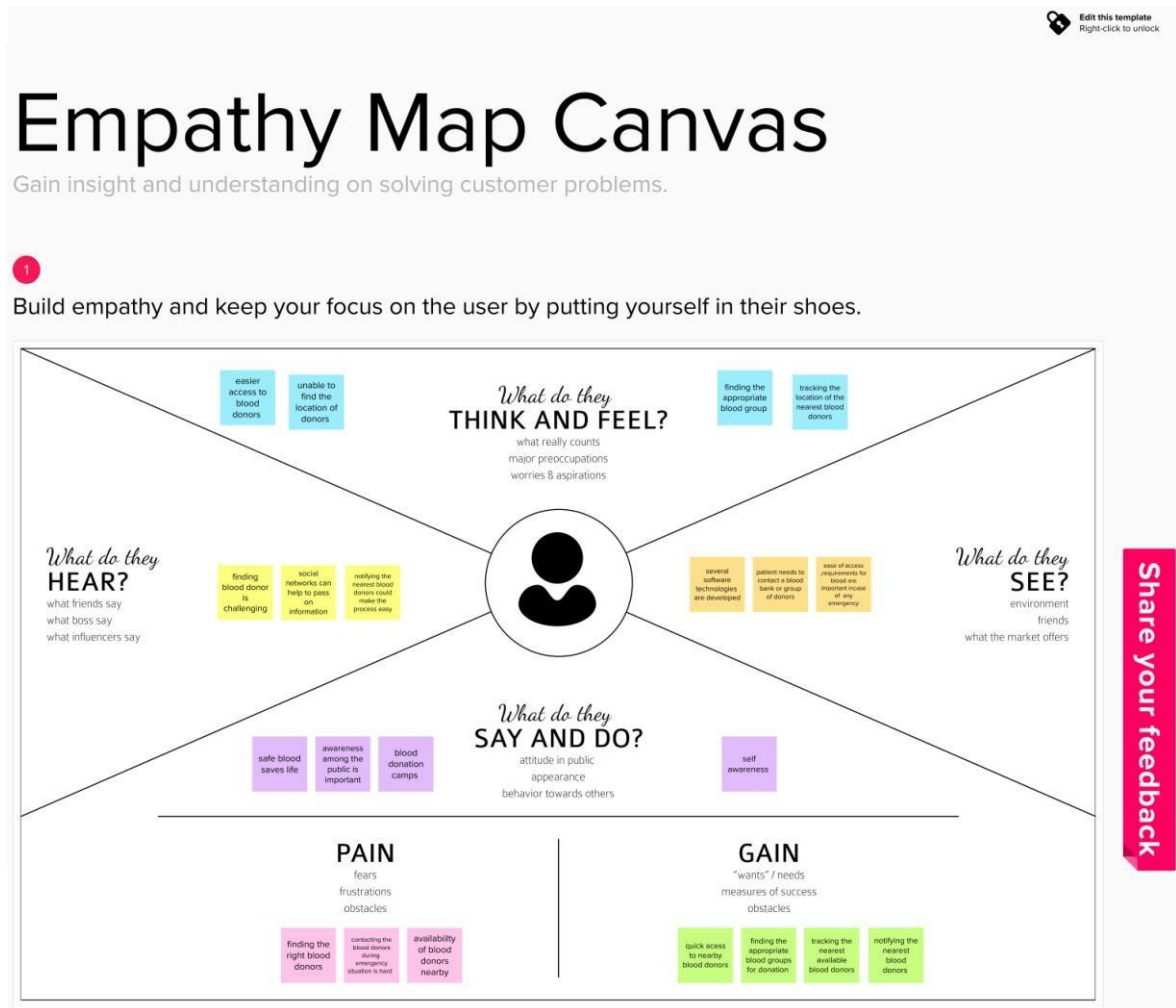 Edit this template
Right-click to unlock
Empathy Map Canvas
Gain insight and understanding on solving customer problems.
1
Build empathy and keep your focus on the user by putting yourself in their shoes.
easier
access to
blood
donors
unable to
find the
location of
donors
What do they
THINK AND FEEL?
what really counts
major preoccupations
worries & aspirations
finding the
appropriate
blood group
tracking the
location of the
nearest blood
donors
What do they
HEAR?
what friends say
what boss say
what influencers say
finding
blood donor
is
challenging
social
networks can
help to pass
on
information
notifying the
nearest blood
donors could
make the
process easy
several
software
technologies
are developed
patient needs to
contact a blood
bank or group
of donors
ease of access
/requirements for
blood are
important incase
of any
emergency
What do they
SEE?
environment
friends
what the market offers
What do they
SAY AND DO?
attitude in public
appearance
behavior towards others
safe blood
saves life
awareness
among the
public is
important
blood
donation
camps
self
awareness
PAIN
fears
frustrations
obstacles
finding the
right blood
donors
contacting the
blood donors
during
emergency
situation is hard
availabilty
of blood
donors
nearby
GAIN
"wants" / needs
measures of success
obstacles
quick acess
to nearby
blood donors
finding the
appropriate
blood groups
for donation
tracking the
nearest
available
blood donors
notifying the
nearest
blood
donors
Share your feedback